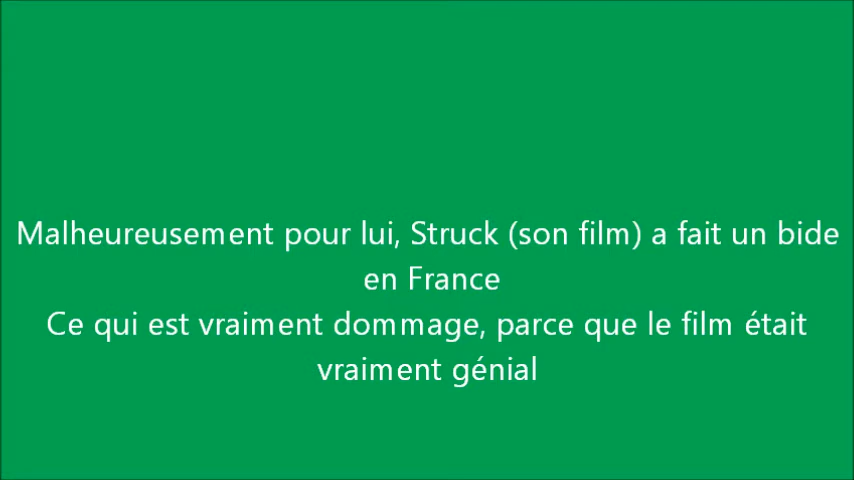 Malheureusement pour lui, Struck (son film) a fait un bide
en France
Ce qui est vraiment dommage, parce que le film était
vraiment génial